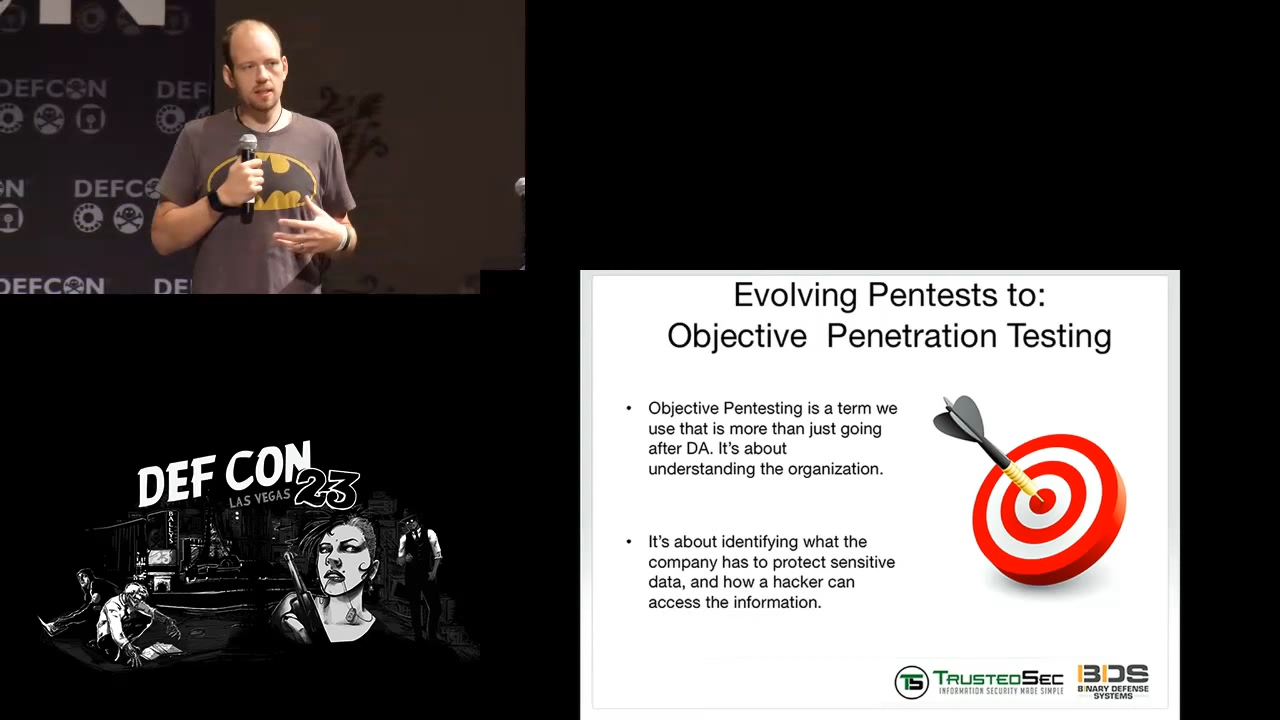 DEFCON
DEF
DEFCON
DEFCON
Evolving Pentests to:
Objective Penetration Testing
• Objective Pentesting is a term we
use that is more than just going
after DA. It's about
understanding the organization.
• It's about identifying what the
company has to protect sensitive
data, and how a hacker can
access the information.
TS TRUSTEDSEC
INFORMATION SECURITY MADE SIMPLE
BDS
BINARY DEFENSE
SYSTEMS
DEF CON 23
LAS VEGAS
BALLYS